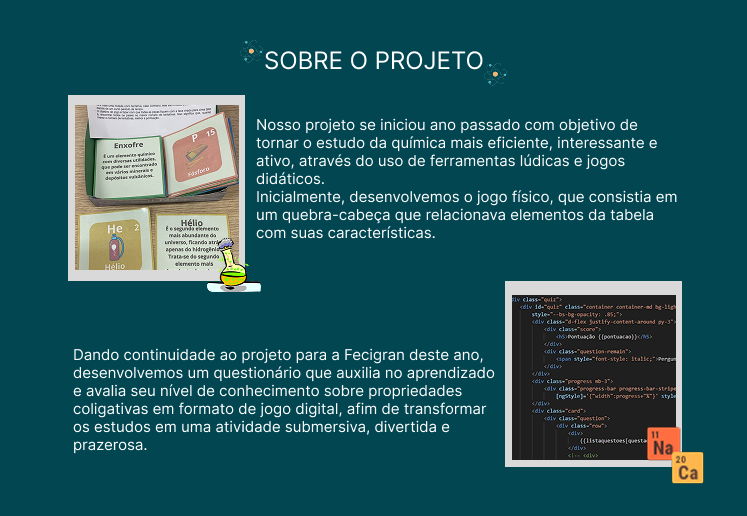 SOBRE O PROJETO
Nosso projeto se iniciou ano passado com objetivo de
tornar o estudo da química mais eficiente, interessante e
ativo, através do uso de ferramentas lúdicas e jogos
didáticos.
Inicialmente, desenvolvemos o jogo físico, que consistia em
um quebra-cabeça que relacionava elementos da tabela
com suas características.
Enxofre
É um elemento químico
com diversas utilidades,
que pode ser encontrado
em vários minerais e
depósitos vulcânicos.
P 15
Fósforo
He 2
Hélio
Hélio
É o segundo elemento
mais abundante do
universo, ficando atrás
apenas do hidrogênio
Trata-se do segundo
elemento mais
Dando continuidade ao projeto para a Fecigran deste ano,
desenvolvemos um questionário que auxilia no aprendizado
e avalia seu nível de conhecimento sobre propriedades
coligativas em formato de jogo digital, afim de transformar
os estudos em uma atividade submersiva, divertida e
prazerosa.
div class="quiz">
<div id="quiz" class="container container-md bg-ligh
style="--bs-bg-opacity: .85;">
<div class="d-flex justify-content-around py-3">
<div class="score">
<h5>Pontuação {{pontuacao}}</h5>
</div>
<div class="question-remain">
<span style="font-style: italic;">Pergun
</div>
</div>
<div class="progress mb-3">
<div class="progress-bar progress-bar-stripe
[ngStyle]='{"width":progress+"%"}' style
</div>
<div class="card">
<div class="question">
<div class="row">
<div>
{{listaquestoes[questa
</div>
<!-- <div>
11
Na
20
Ca